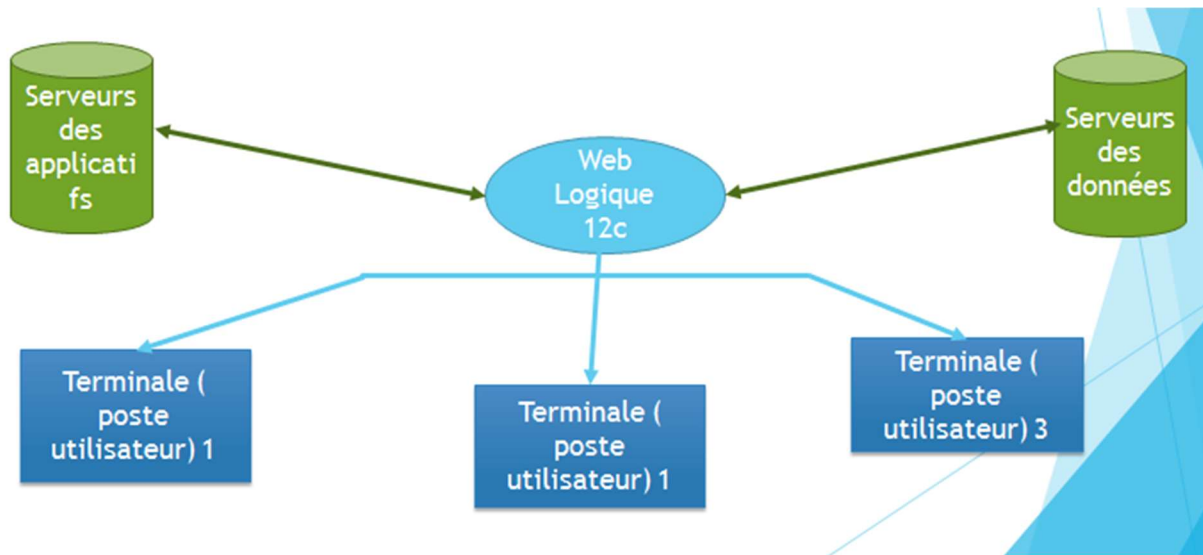 Serveurs
des
applicati
fs
Web
Logique
12c
Serveurs
des
données
Terminale (
poste
utilisateur) 1
Terminale (
poste
utilisateur) 1
Terminale (
poste
utilisateur) 3